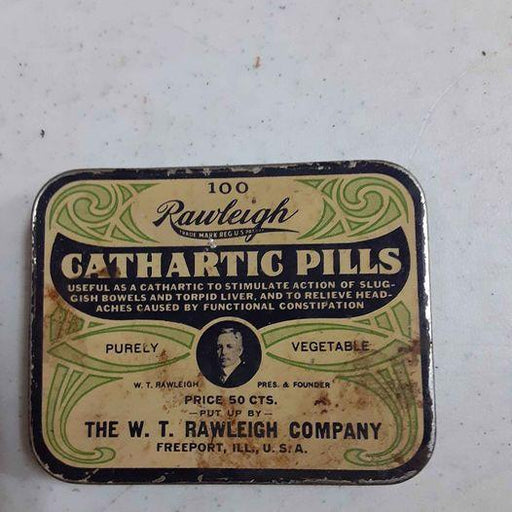 100
Rawleigh
TRADE MARK REG U S PAT
CATHARTIC PILLS
USEFUL AS A CATHARTIC TO STIMULATE ACTION OF SLUG-
GISH BOWELS AND TORPID LIVER, AND TO RELIEVE HEAD-
ACHES CAUSED BY FUNCTIONAL CONSTIPATION
PURELY VEGETABLE
W. T. RAWLEIGH PRES. & FOUNDER
PRICE 50 CTS.
—PUT UP BY—
THE W. T. RAWLEIGH COMPANY
FREEPORT, ILL., U.S.A.